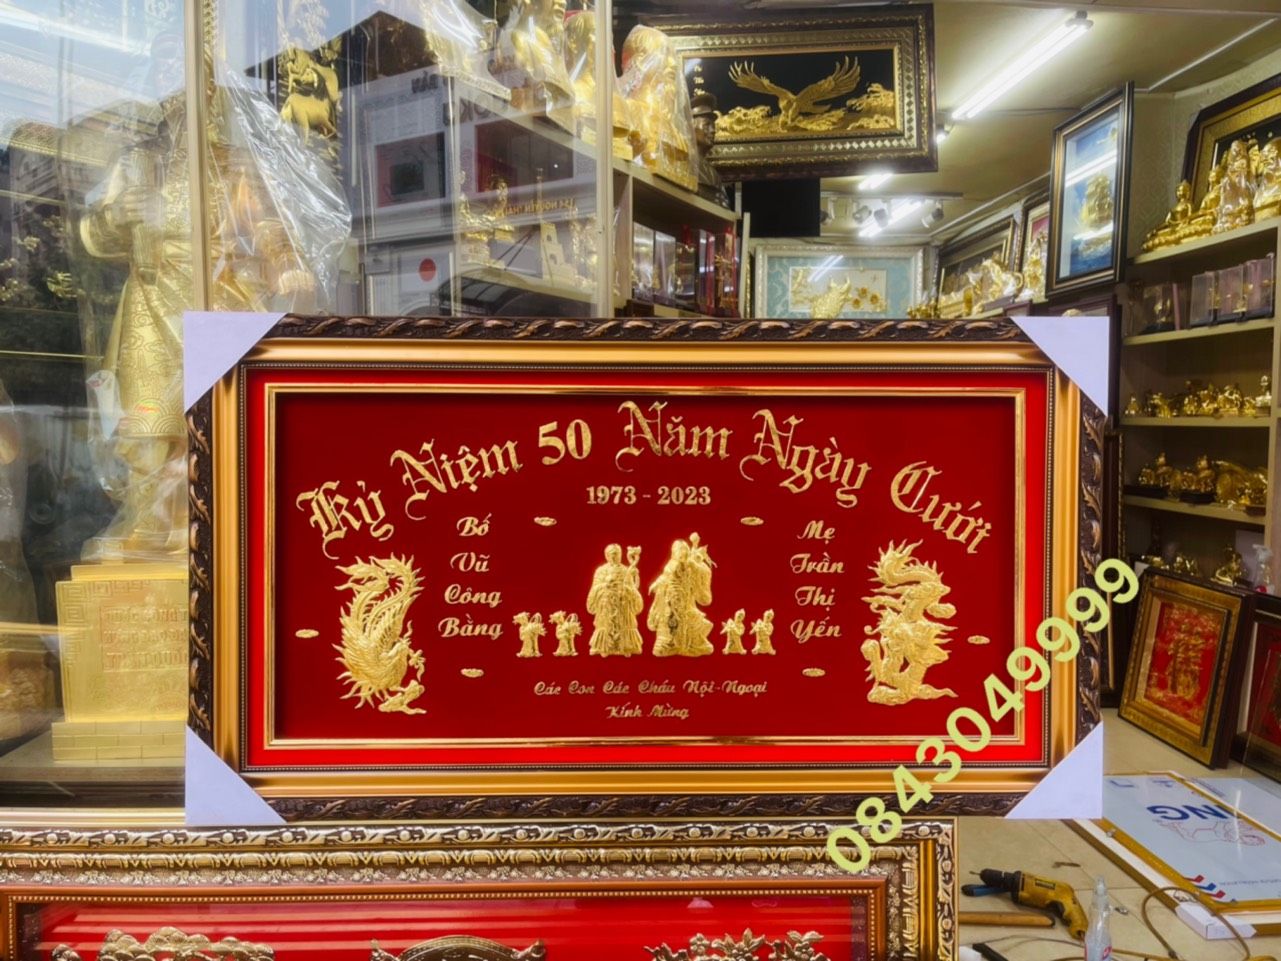 Kỷ Niệm 50 Năm Ngày Cưới
1973 - 2023
Bố
Vũ
Công
Bằng
Mẹ
Trần
Thị
Yến
Các Con Các Cháu Nội-Ngoại
Kính Mừng
0843049999